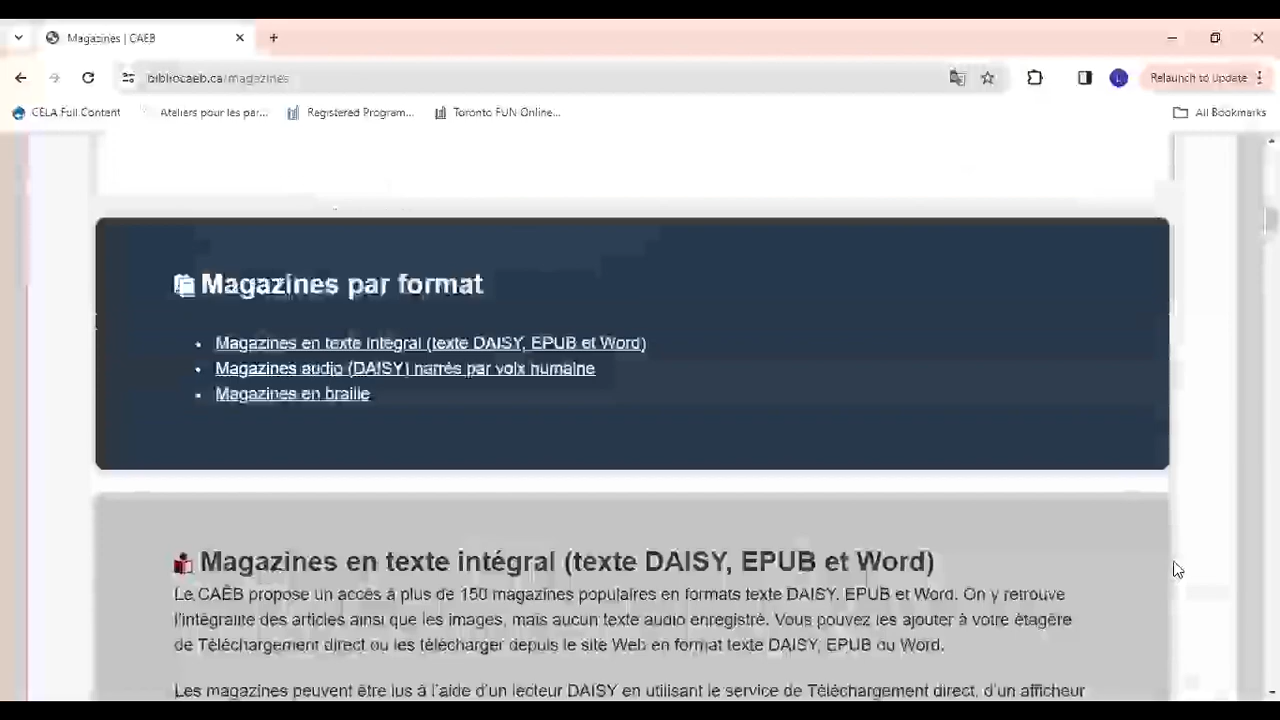 Magazines | CAEB
bibliocaeb.ca/magazines
Relaunch to update
CELA Full Content
Ateliers pour les par...
Registered Program...
Toronto FUN Online...
All Bookmarks
Magazines par format
Magazines en texte intégral (texte DAISY, EPUB et Word)
Magazines audio (DAISY) narrés par voix humaine
Magazines en braille
Magazines en texte intégral (texte DAISY, EPUB et Word)
Le CAÉB propose un accès à plus de 150 magazines populaires en formats texte DAISY, EPUB et Word. On y retrouve
l'intégralité des articles ainsi que les images, mais aucun texte audio enregistré. Vous pouvez les ajouter à votre étagère
de Téléchargement direct ou les télécharger depuis le site Web en format texte DAISY, EPUB ou Word.
Les magazines peuvent être lus à l'aide d'un lecteur DAISY en utilisant le service de Téléchargement direct, d'un afficheur